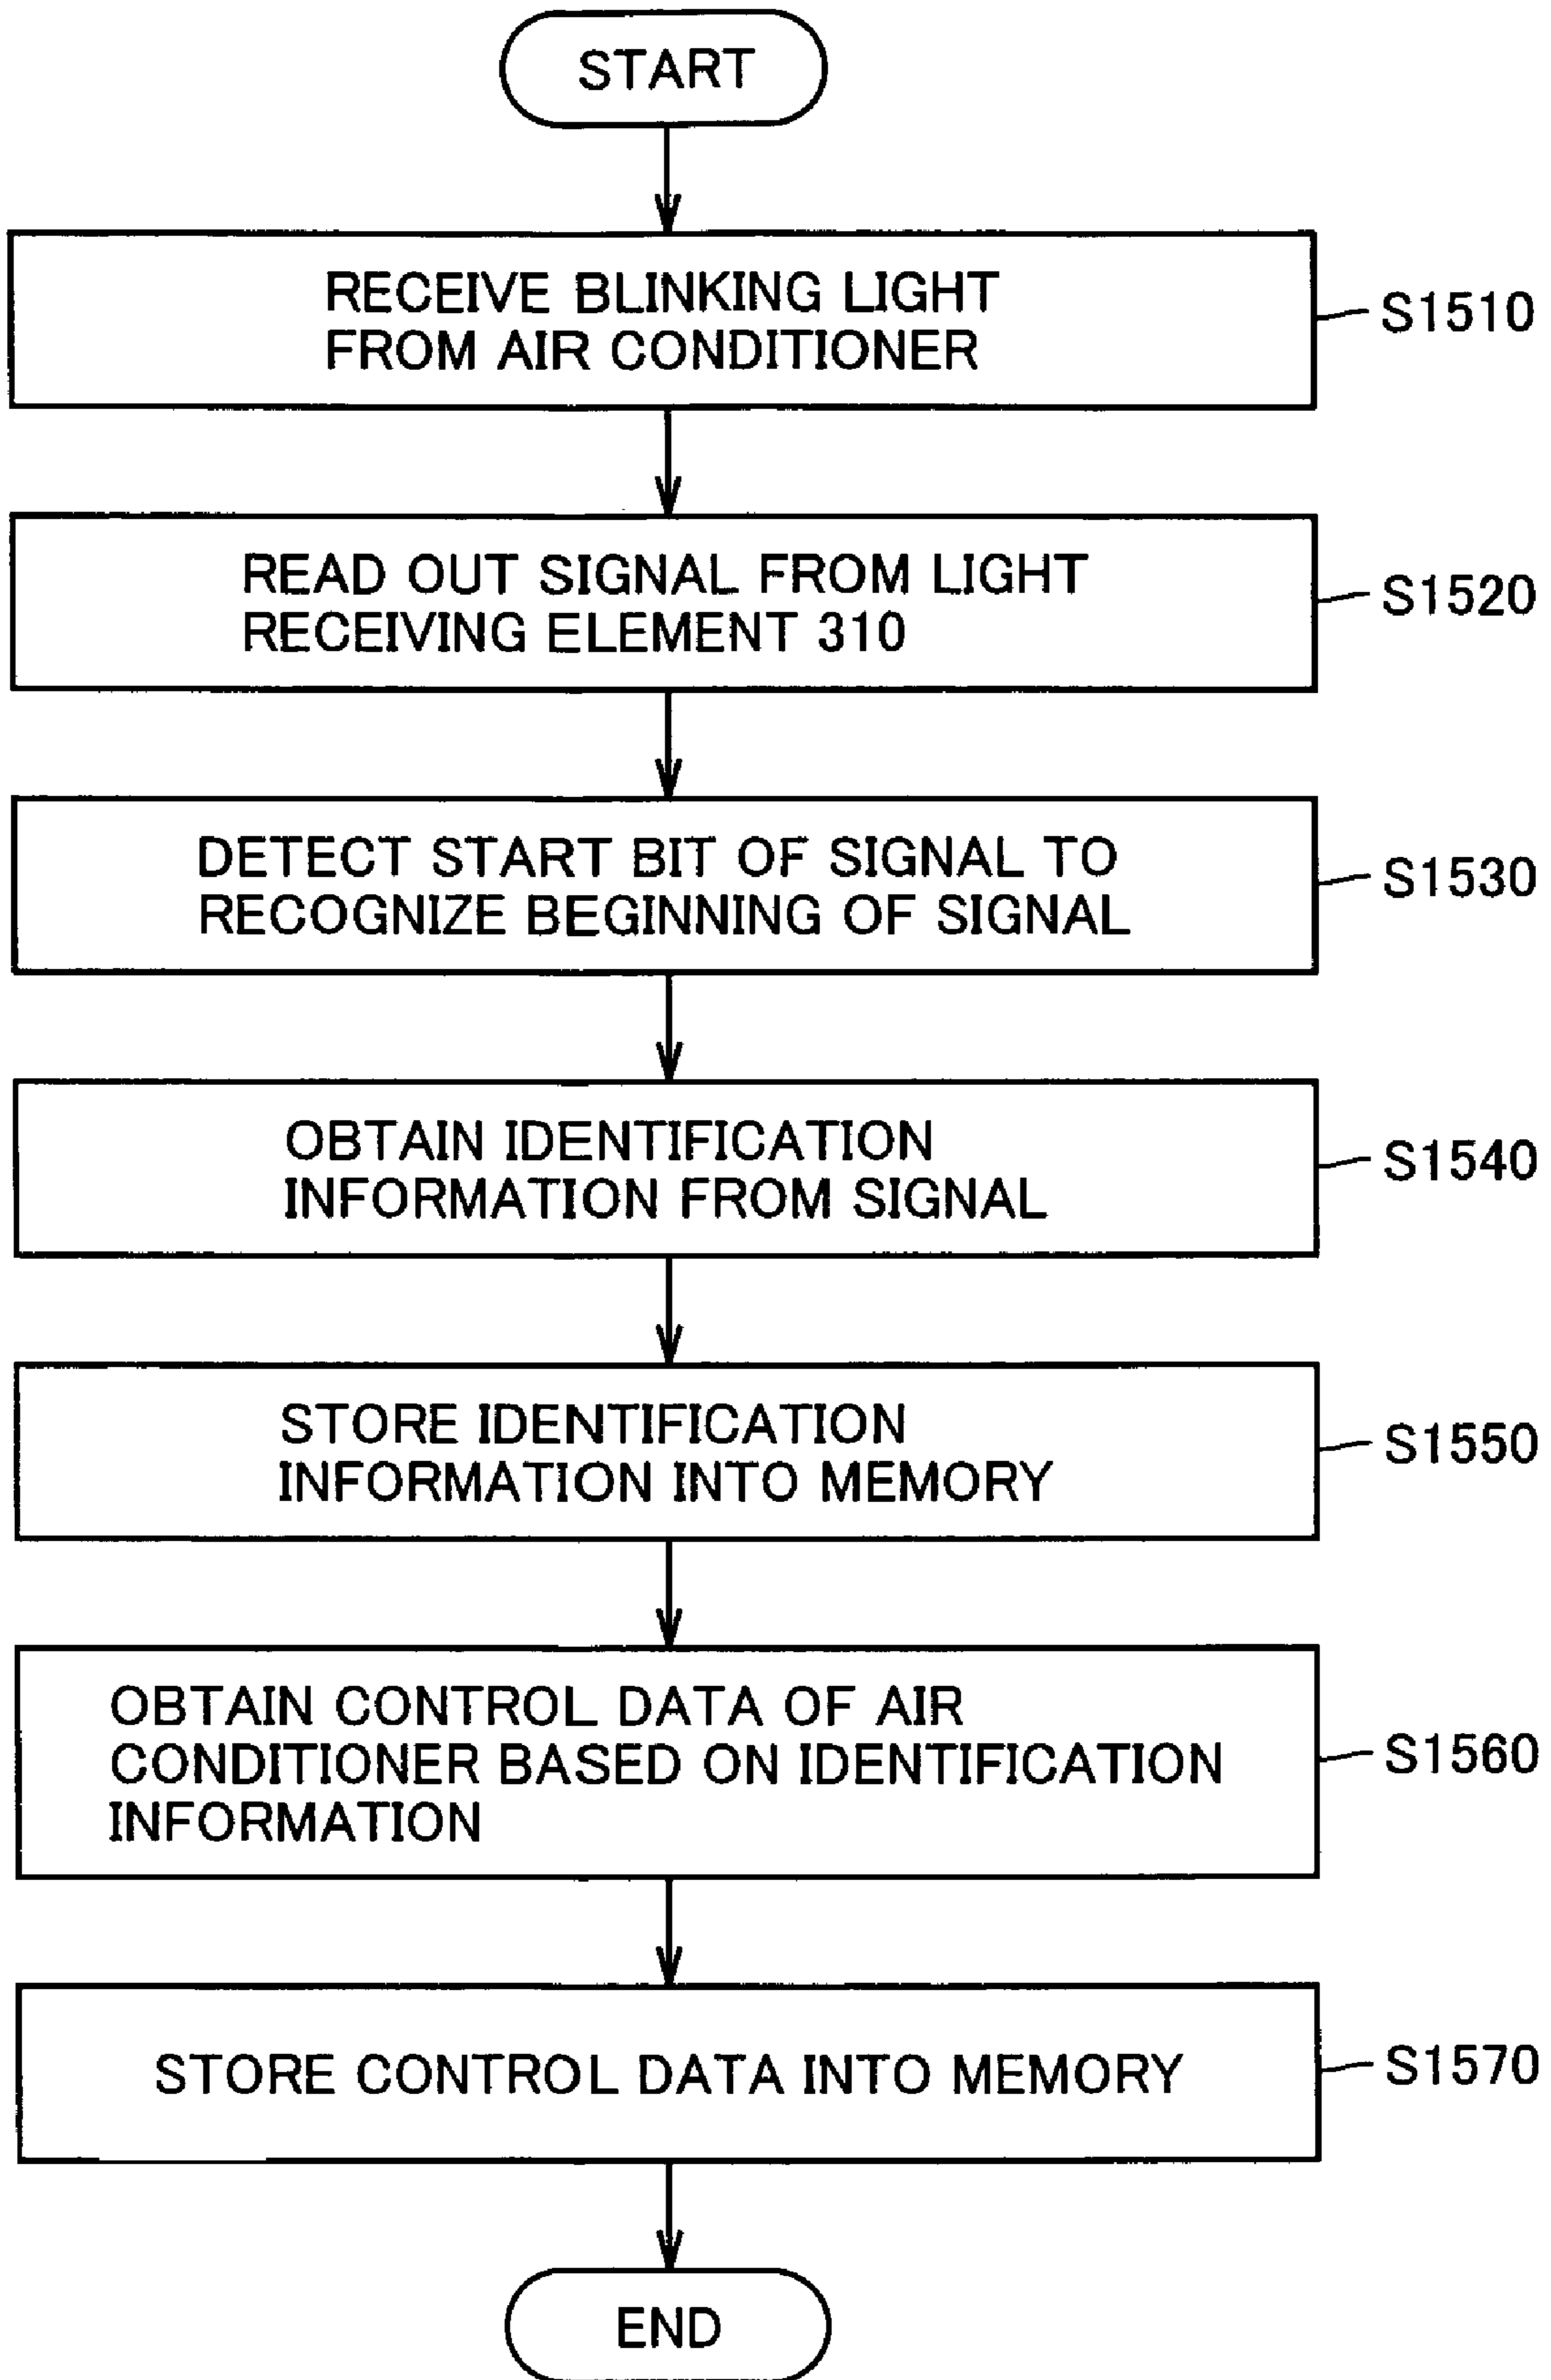 START
RECEIVE BLINKING LIGHT
FROM AIR CONDITIONER
S1510
READ OUT SIGNAL FROM LIGHT
RECEIVING ELEMENT 310
S1520
DETECT START BIT OF SIGNAL TO
RECOGNIZE BEGINNING OF SIGNAL
S1530
OBTAIN IDENTIFICATION
INFORMATION FROM SIGNAL
S1540
STORE IDENTIFICATION
INFORMATION INTO MEMORY
S1550
OBTAIN CONTROL DATA OF AIR
CONDITIONER BASED ON IDENTIFICATION
INFORMATION
S1560
STORE CONTROL DATA INTO MEMORY
S1570
END